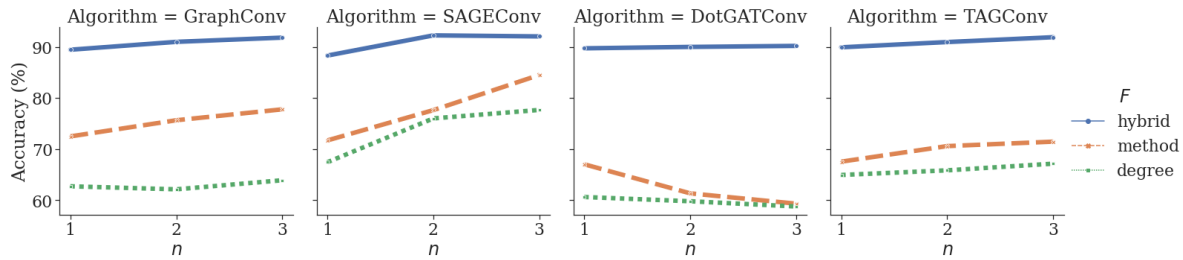 Algorithm = GraphConv Algorithm = SAGEConv Algorithm = DotGATConv Algorithm = TAGConv
Accuracy (%)
90
80
70
60
1 2 3 1 2 3 1 2 3 1 2 3
n n n n
F
hybrid
method
degree